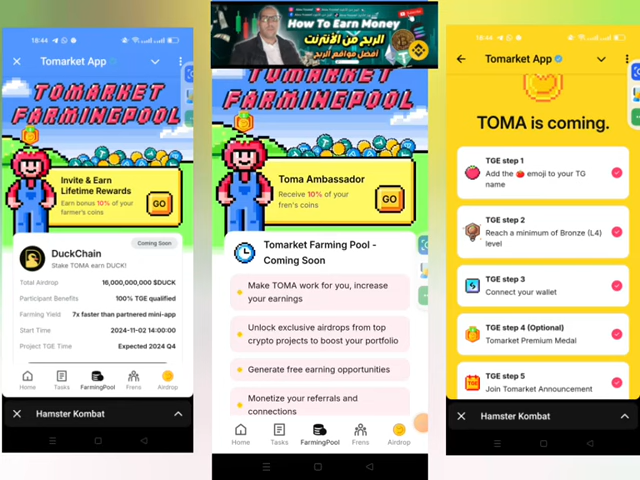 18:44
Tomarket App
TOMARKET
FARMINGPOOL
Invite & Earn
Lifetime Rewards
Earn bonus 10% of your
farmer's coins
GO
Coming Soon
DuckChain
Stake TOMA earn DUCK!
Total Airdrop 16,000,000,000 $DUCK
Participant Benefits 100% TGE qualified
Farming Yield 7x faster than partnered mini-app
Start Time 2024-11-02 14:00:00
Project TGE Time Expected 2024 Q4
Home Tasks FarmingPool Frens Airdrop
Hamster Kombat
How To Earn Money
الربح من الأنترنت
أفضل مواقع الربح
BINANCE
TOMARKET
FARMINGPOOL
Toma Ambassador
Receive 10% of your
fren's coins
GO
Tomarket Farming Pool -
Coming Soon
Make TOMA work for you, increase
your earnings
Unlock exclusive airdrops from top
crypto projects to boost your portfolio
Generate free earning opportunities
Monetize your referrals and
connections
Home Tasks FarmingPool Frens Airdrop
18:44
Tomarket App
TOMA is coming.
TGE step 1
Add the 🍅 emoji to your TG
name
TGE step 2
Reach a minimum of Bronze (L4)
level
TGE step 3
Connect your wallet
TGE step 4 (Optional)
Tomarket Premium Medal
TGE step 5
Join Tomarket Announcement
Hamster Kombat